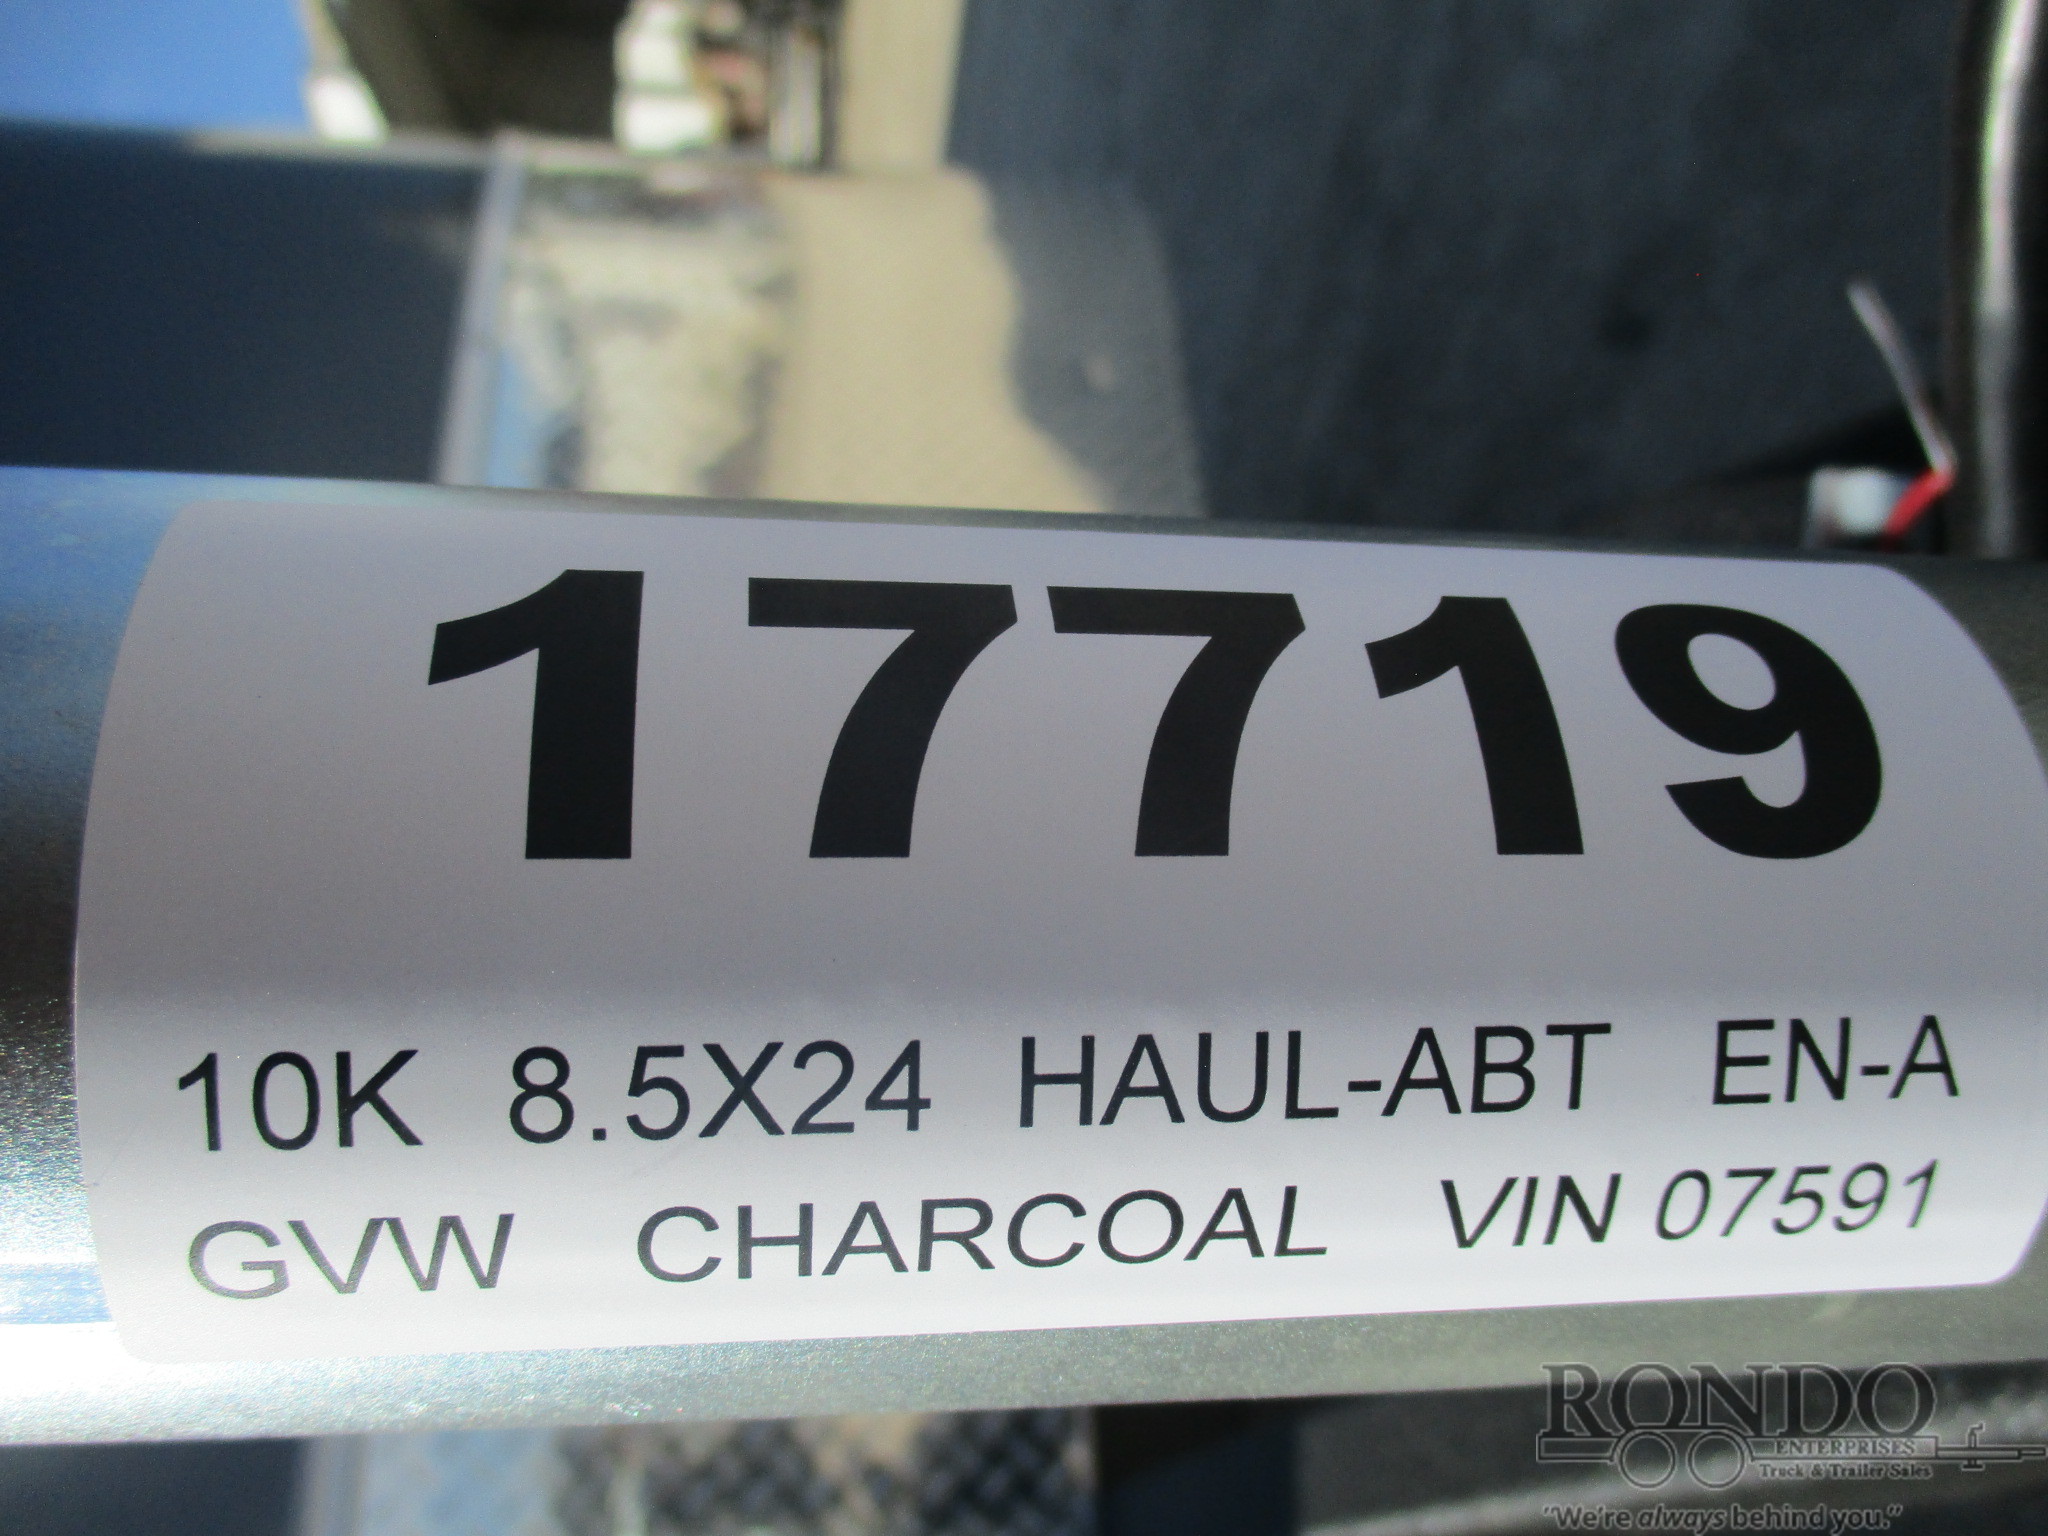 17719
10K 8.5X24 HAUL-ABT EN-A
GVW CHARCOAL VIN 07591
RONDO
ENTERPRISES
Truck & Trailer Sales
"We're always behind you."